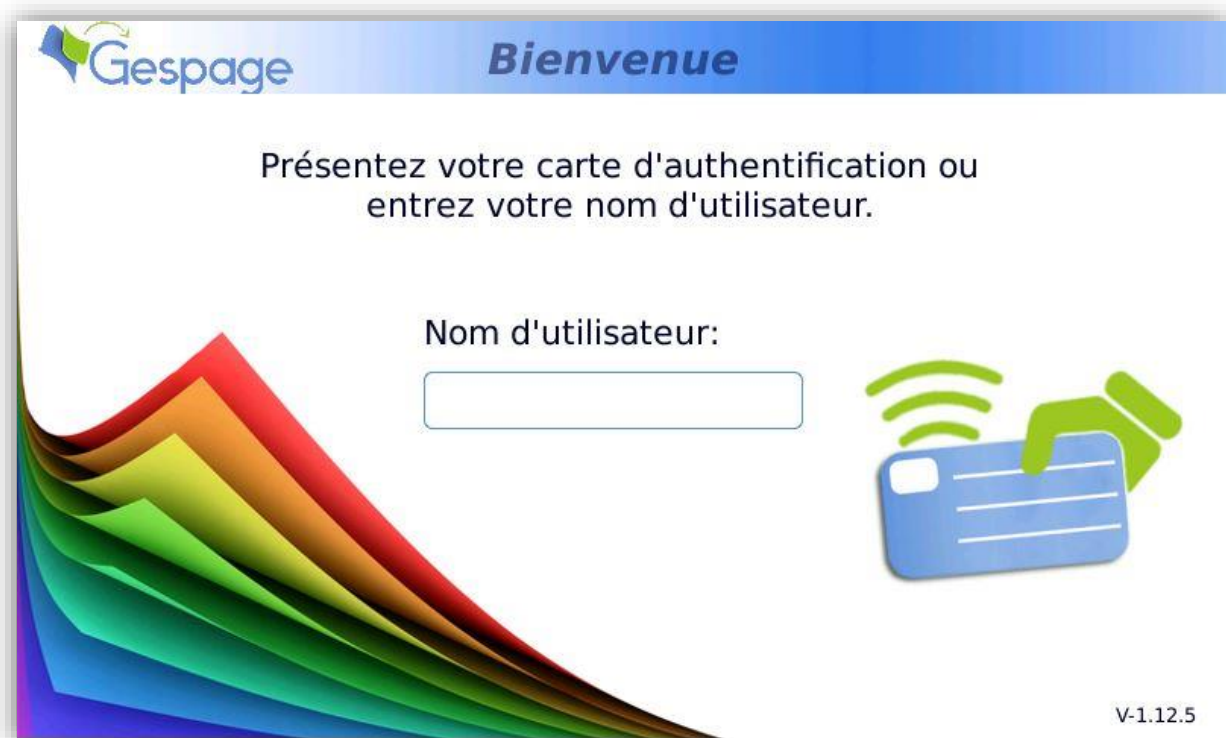 Gespage
Bienvenue
Présentez votre carte d'authentification ou
entrez votre nom d'utilisateur.
Nom d'utilisateur:
V-1.12.5